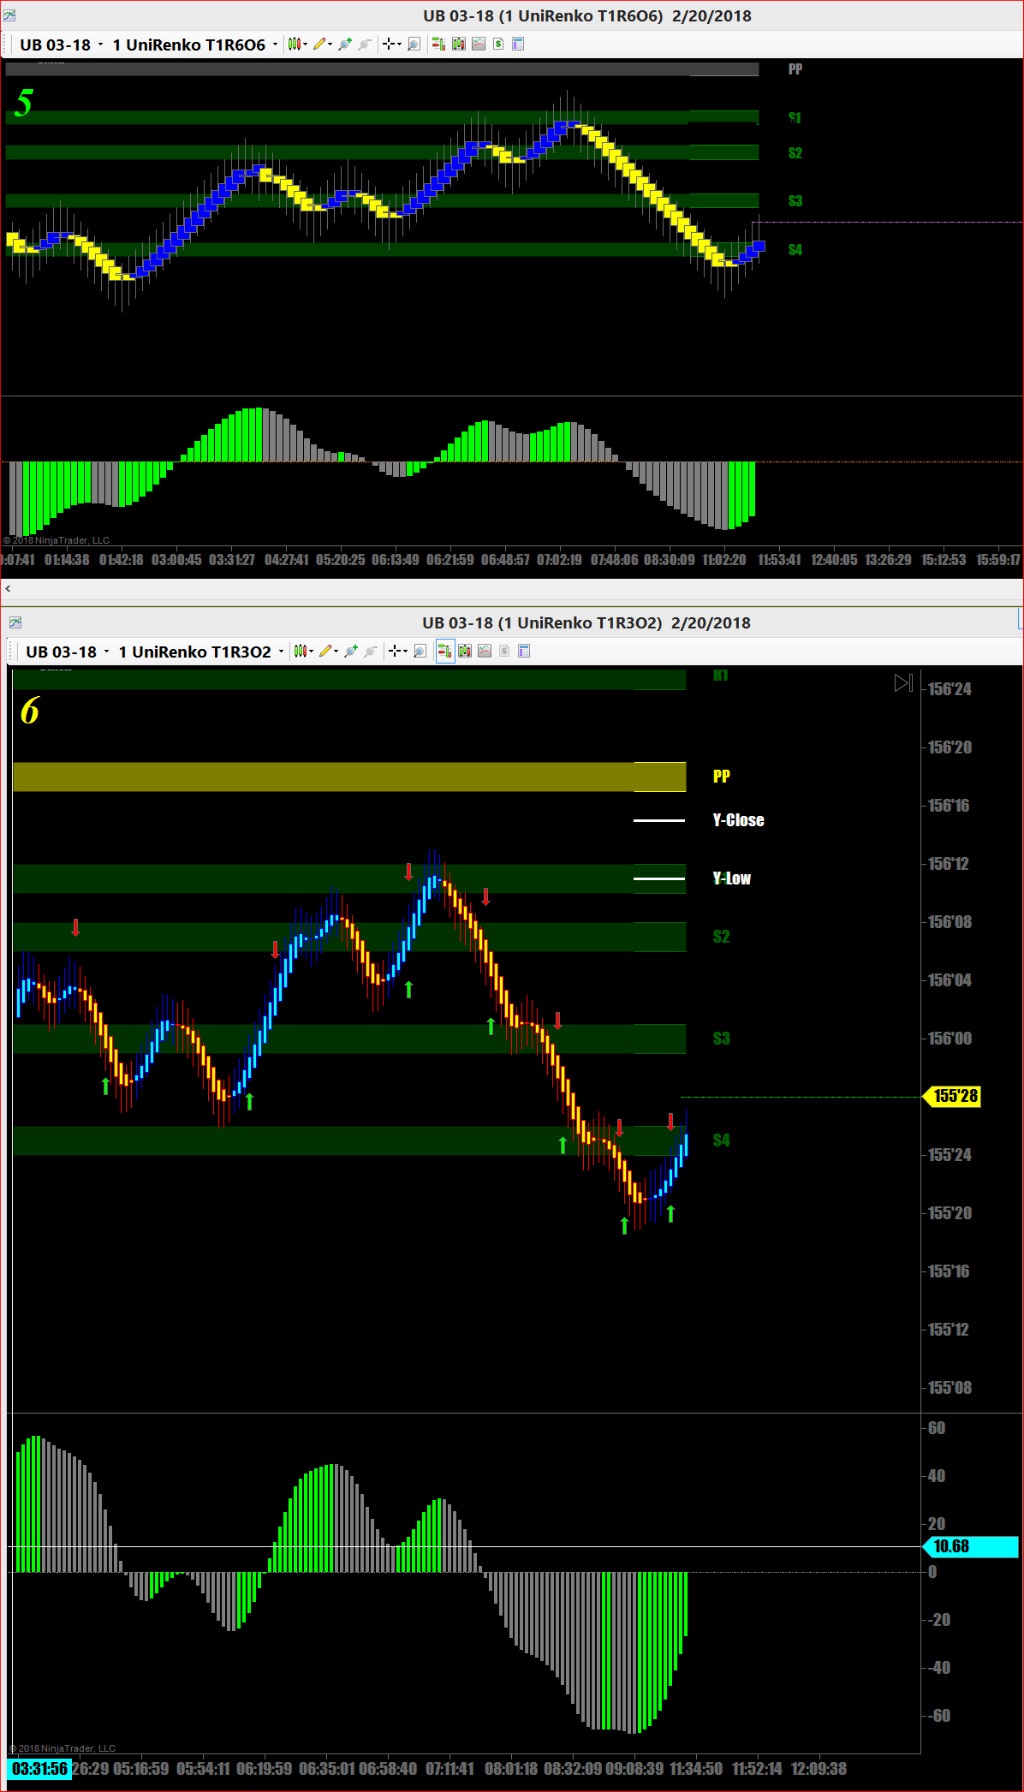 UB 03-18 (1 UniRenko T1R6O6) 2/20/2018
UB 03-18 1 UniRenko T1R6O6
PP
5
S1
S2
S3
S4
© 2018 NinjaTrader, LLC
:07:41 01:14:38 01:42:18 03:00:45 03:31:27 04:27:41 05:20:25 06:13:49 06:21:59 06:48:57 07:02:19 07:48:06 08:30:09 11:02:20 11:53:41 12:40:05 13:26:29 15:12:53 15:59:17
UB 03-18 (1 UniRenko T1R3O2) 2/20/2018
UB 03-18 1 UniRenko T1R3O2
R1
156'24
6
156'20
PP
156'16
Y-Close
156'12
Y-Low
156'08
S2
156'04
S3
156'00
155'28
S4
155'24
155'20
155'16
155'12
155'08
60
40
20
10.68
0
-20
-40
-60
© 2018 NinjaTrader, LLC
03:31:56 26:29 05:16:59 05:54:11 06:19:59 06:35:01 06:58:40 07:11:41 08:01:18 08:32:09 09:08:39 11:34:50 11:52:14 12:09:38